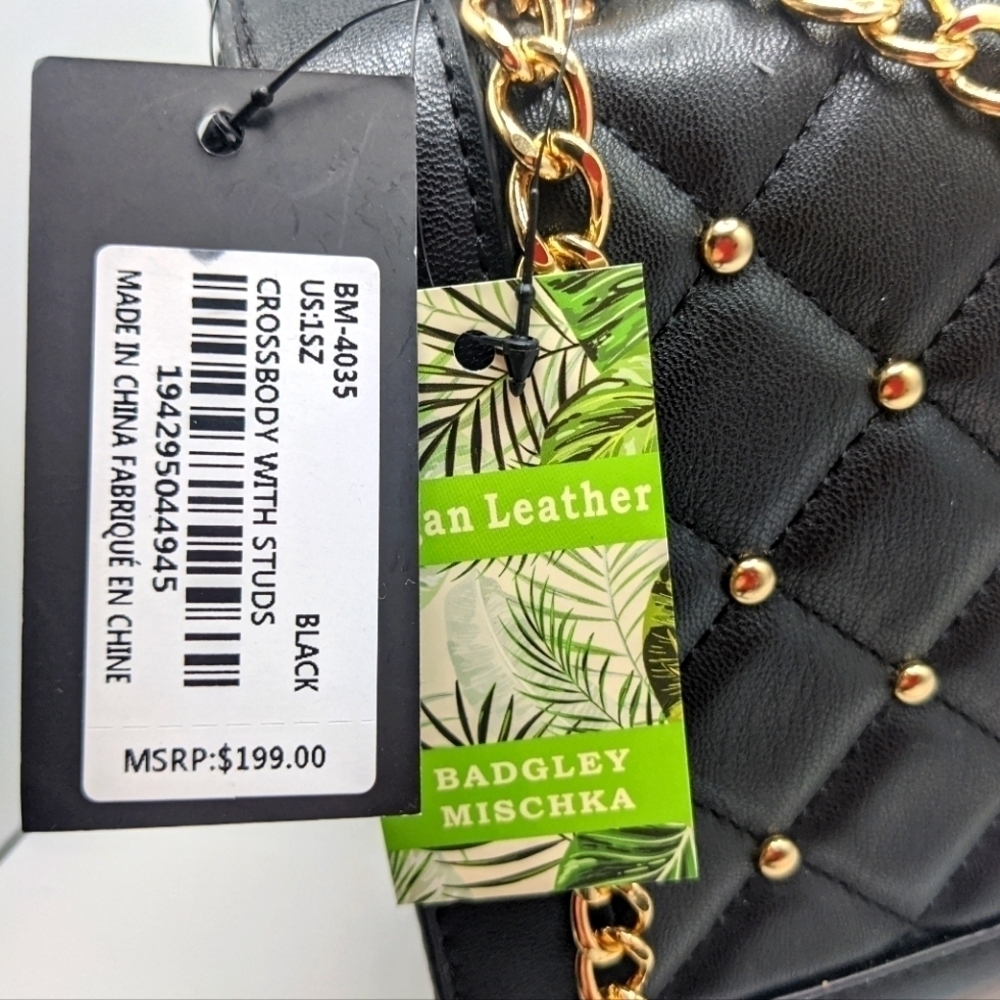 BM-4035
US:1SZ BLACK
CROSSBODY WITH STUDS
194295044945
MADE IN CHINA FABRIQUÉ EN CHINE
MSRP:$199.00
Leather
BADGLEY
MISCHKA